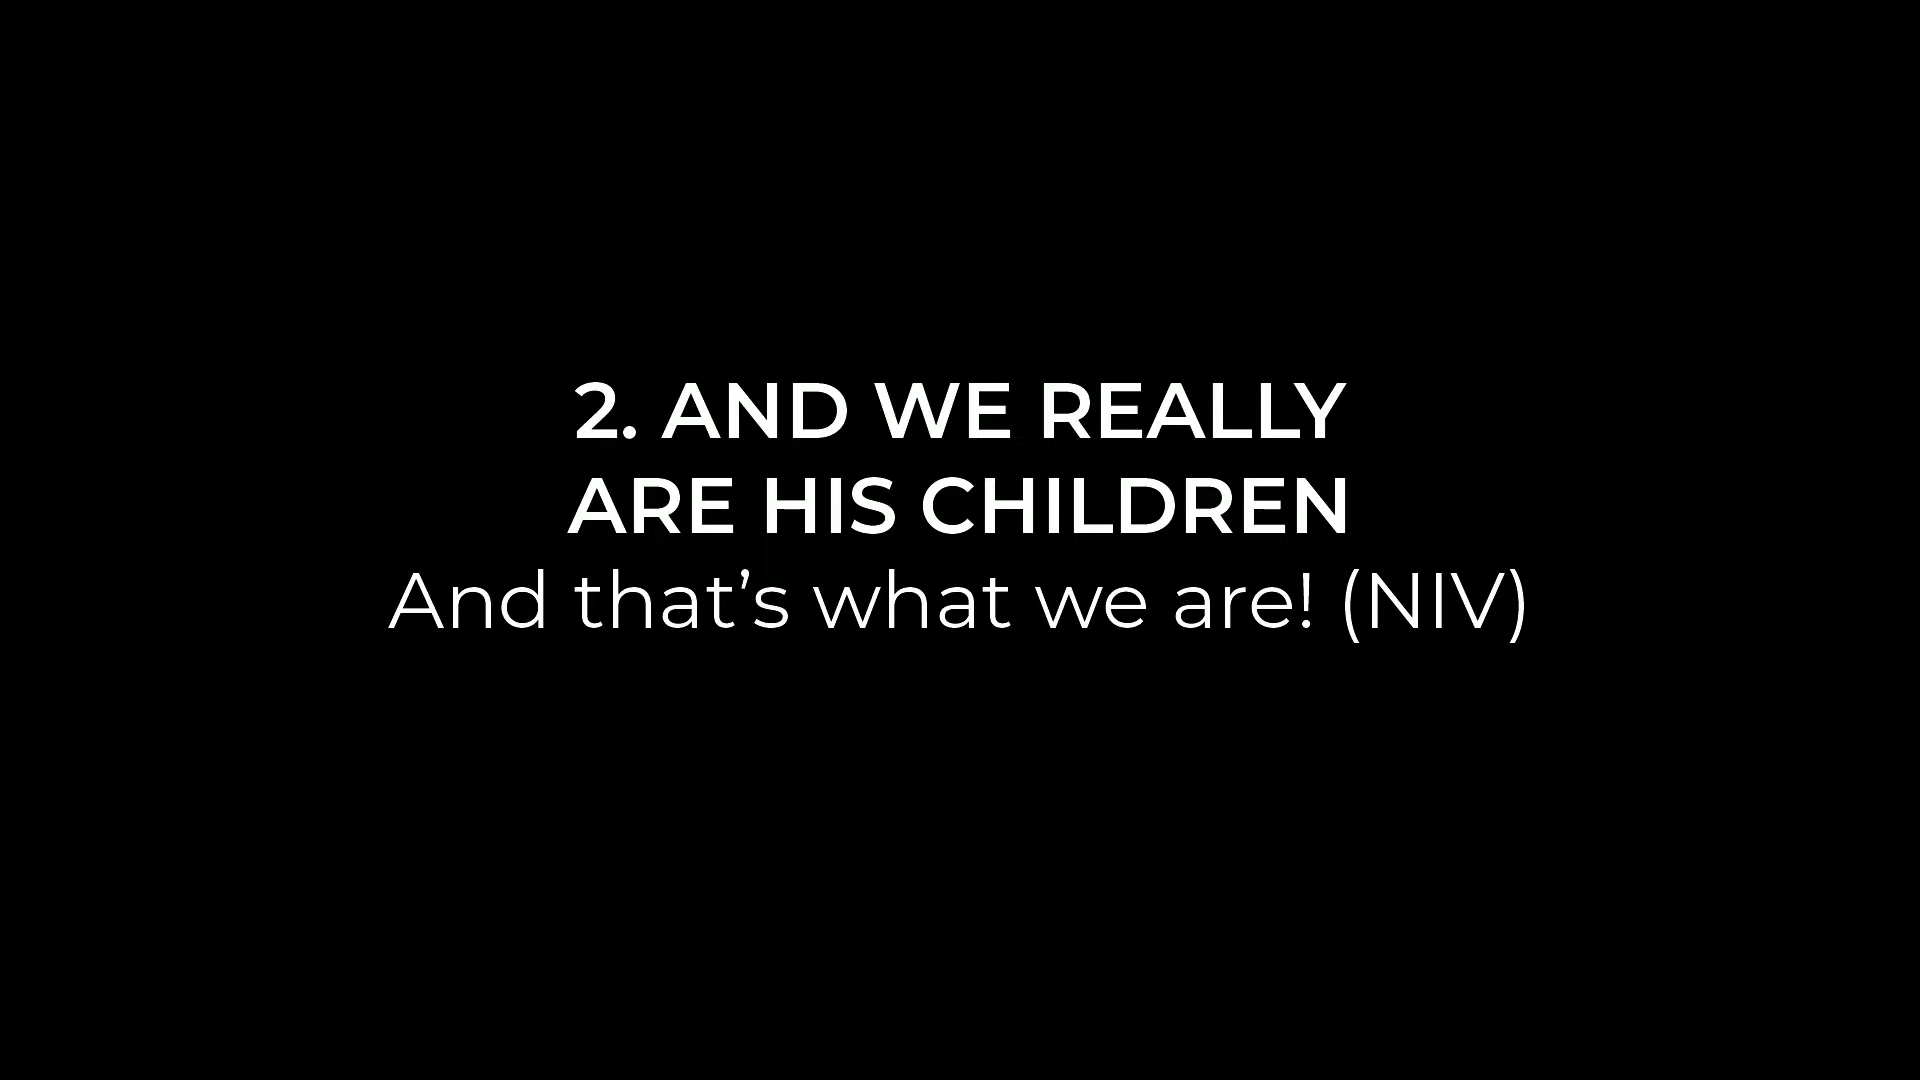 2. AND WE REALLY
ARE HIS CHILDREN
And that’s what we are! (NIV)